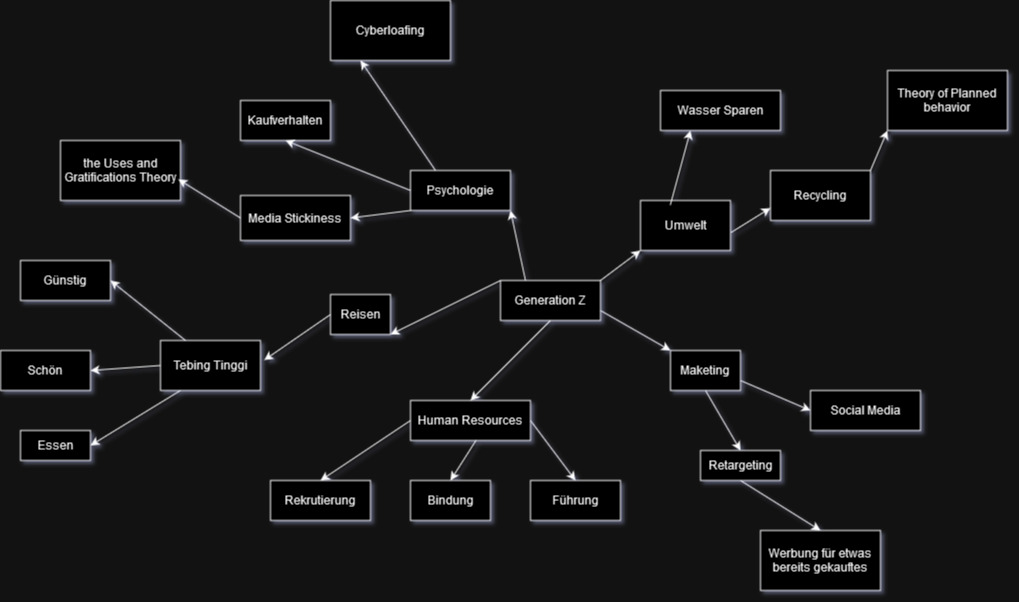 Cyberloafing
Kaufverhalten
the Uses and
Gratifications Theory
Media Stickiness
Psychologie
Wasser Sparen
Theory of Planned
behavior
Recycling
Umwelt
Generation Z
Günstig
Reisen
Schön
Tebing Tinggi
Essen
Human Resources
Rekrutierung
Bindung
Führung
Maketing
Social Media
Retargeting
Werbung für etwas
bereits gekauftes